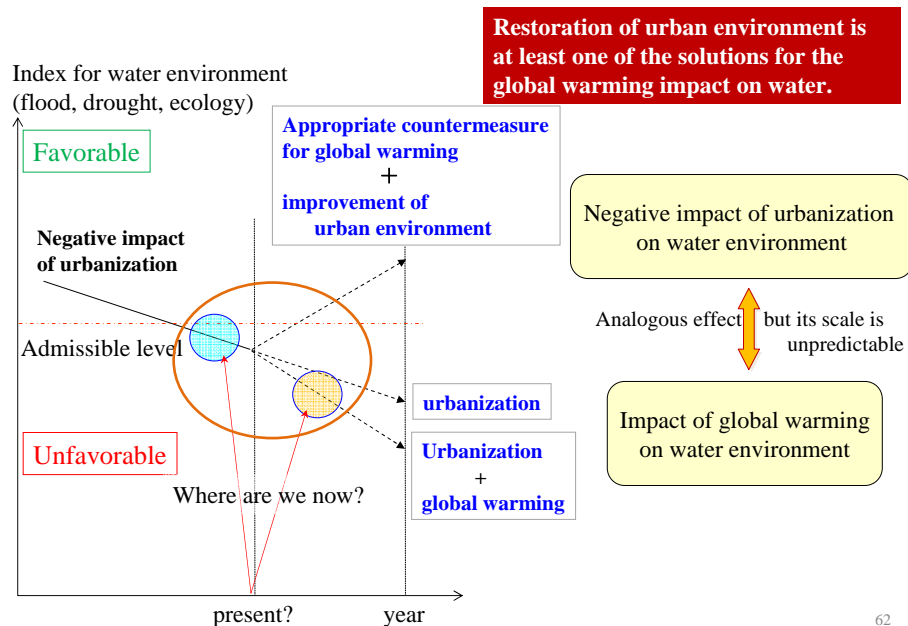 Restoration of urban environment is
at least one of the solutions for the
global warming impact on water.
Index for water environment
(flood, drought, ecology)
Favorable
Appropriate countermeasure
for global warming
+
improvement of
urban environment
Negative impact
of urbanization
Admissible level
Unfavorable
Where are we now?
urbanization
Urbanization
+
global warming
present?
year
Negative impact of urbanization
on water environment
Analogous effect but its scale is
unpredictable
Impact of global warming
on water environment
62